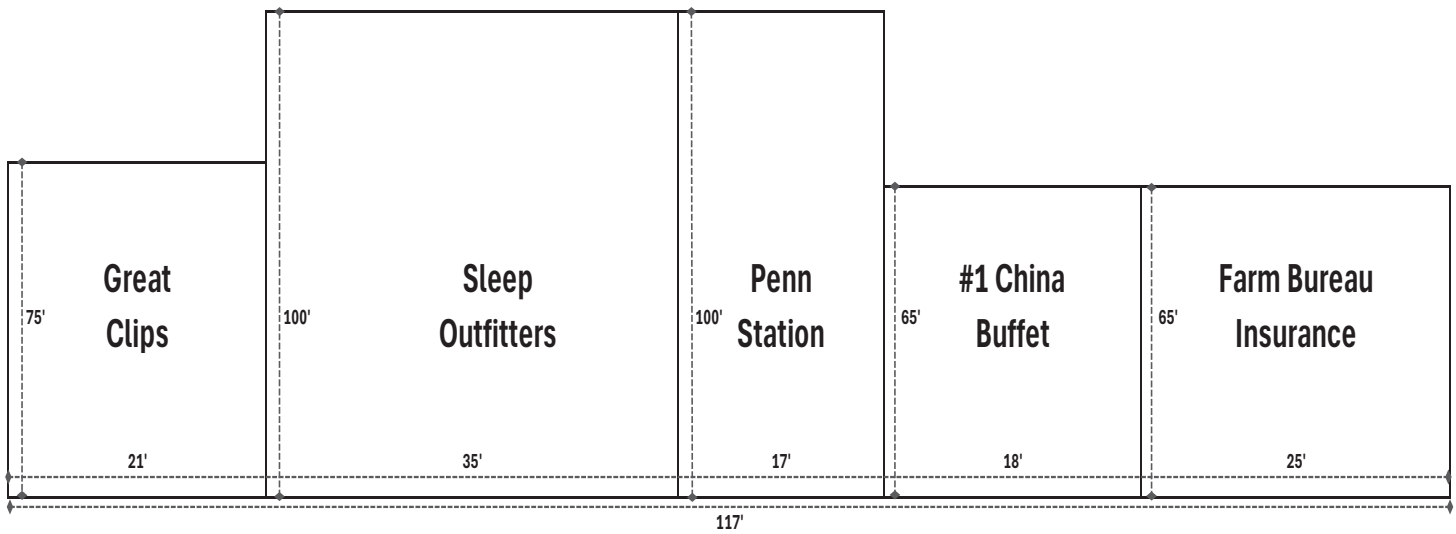 Great
Clips
75'
21'
Sleep
Outfitters
100'
35'
Penn
Station
100'
17'
#1 China
Buffet
65'
18'
Farm Bureau
Insurance
65'
25'
117'